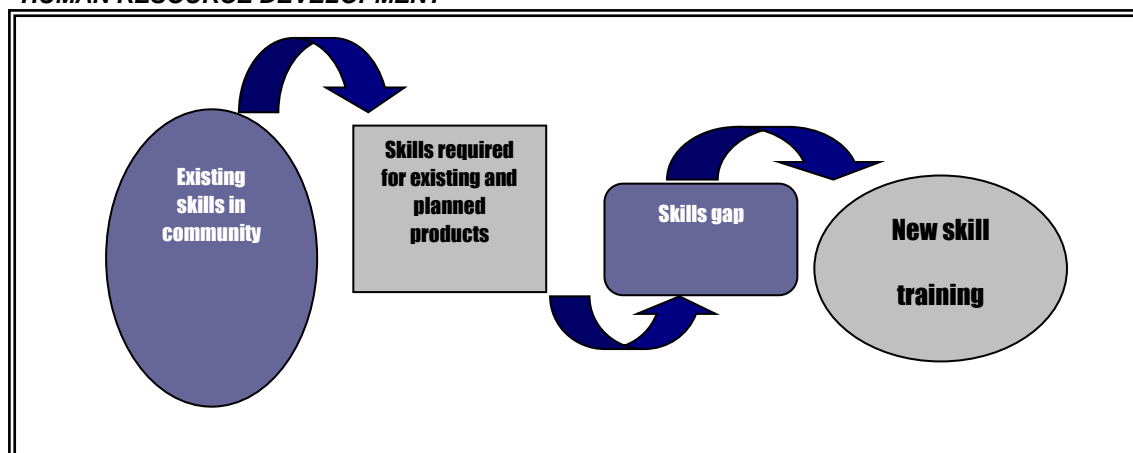 HUMAN RESOURCE DEVELOPMENT
Existing
skills in
community
Skills required
for existing and
planned
products
Skills gap
New skill
training